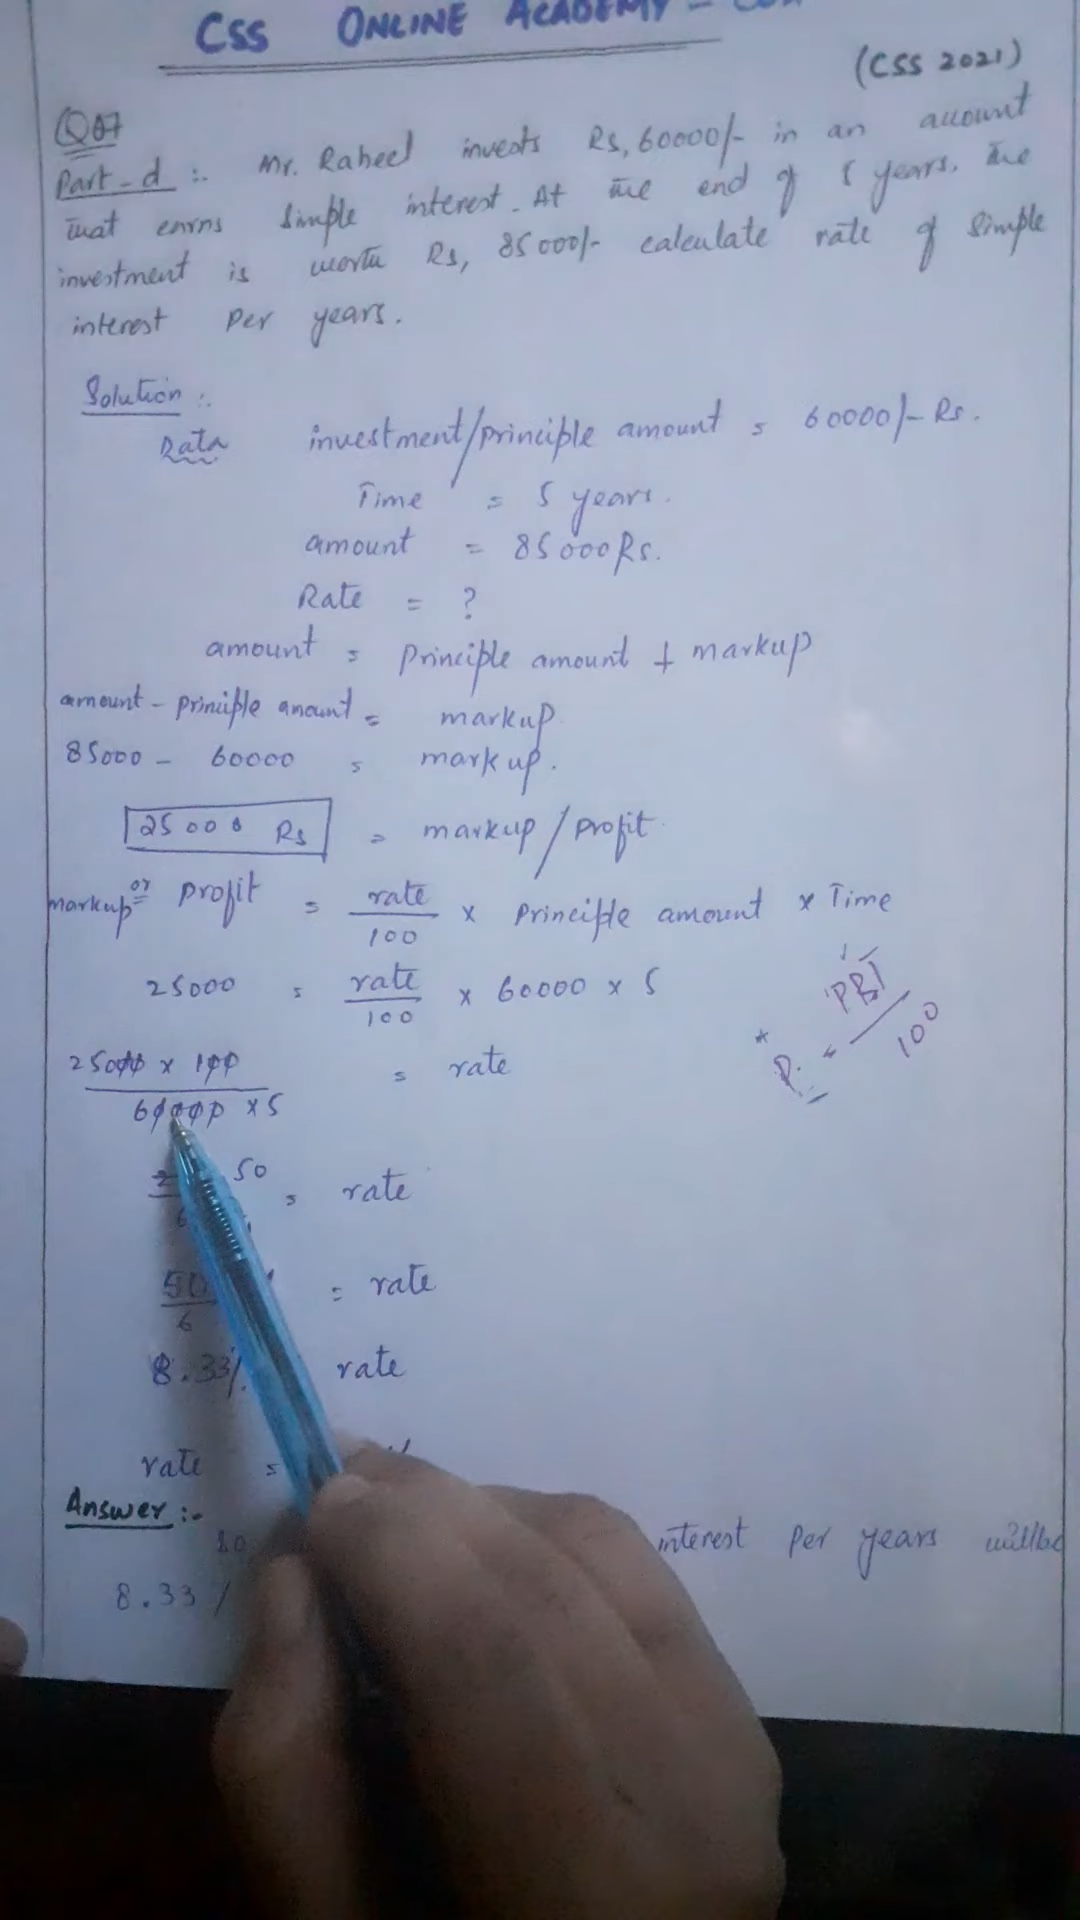 CSS ONLINE ACADEMY -
(CSS 2021)
Q07
Part-d :- Mr. Raheel invests Rs, 60000/- in an account
that earns simple interest. At the end of 5 years, the
investment is worth Rs, 85000/- calculate rate of simple
interest per years.
Solution :.
Data investment/principle amount = 60000/- Rs.
Time = 5 years.
amount = 85000Rs.
Rate = ?
amount = principle amount + markup
amount - principle amount = markup
85000 - 60000 = markup.
25000 Rs = markup / profit
markup or profit = rate/100 x principle amount x Time
25000 = rate/100 x 60000 x 5
25000 x 100 / 60000 x 5 = rate
50 = rate
50/6 = rate
8.33% rate
rate =
Answer :-
So interest per years will be
8.33 /
* P. = PRT/100